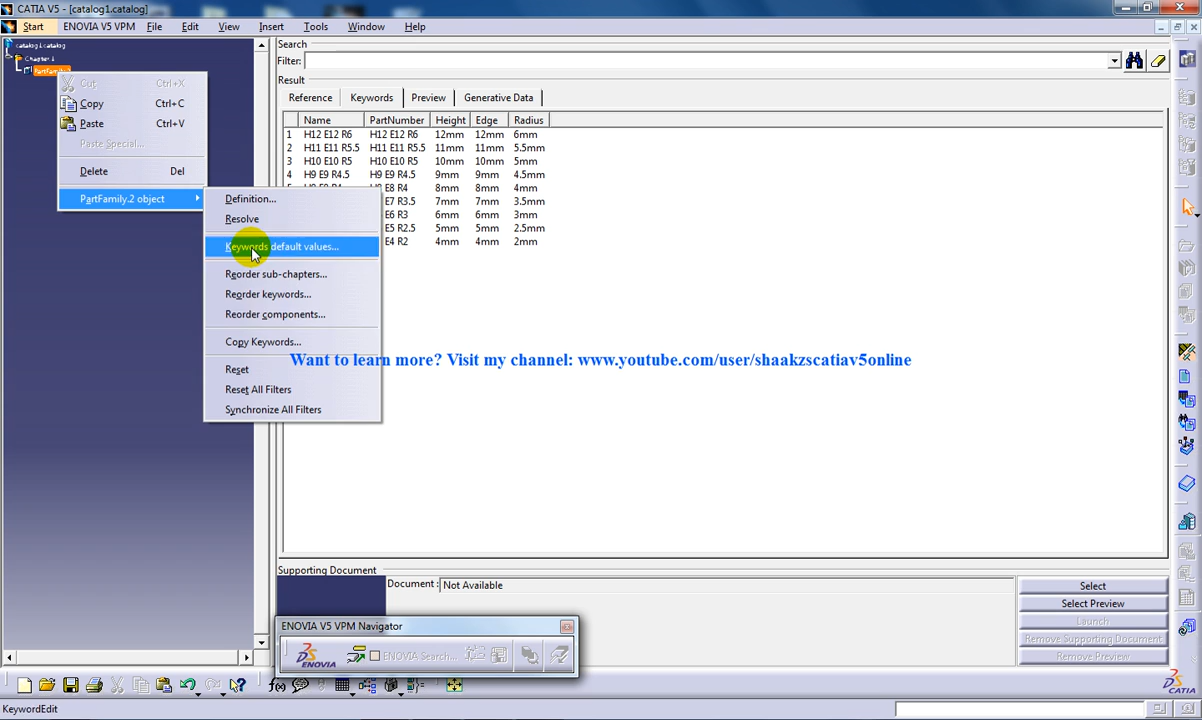 CATIA V5 - [catalog1.catalog]
Start ENOVIA V5 VPM File Edit View Insert Tools Window Help
catalog1.catalog
Chapter.1
PartFamily.2
Cut Ctrl+X
Copy Ctrl+C
Paste Ctrl+V
Paste Special...
Delete Del
PartFamily.2 object
Definition...
Resolve
Keywords default values...
Reorder sub-chapters...
Reorder keywords...
Reorder components...
Copy Keywords...
Reset
Reset All Filters
Synchronize All Filters
Search
Filter:
Result
Reference Keywords Preview Generative Data
Name PartNumber Height Edge Radius
1 H12 E12 R6 H12 E12 R6 12mm 12mm 6mm
2 H11 E11 R5.5 H11 E11 R5.5 11mm 11mm 5.5mm
3 H10 E10 R5 H10 E10 R5 10mm 10mm 5mm
4 H9 E9 R4.5 H9 E9 R4.5 9mm 9mm 4.5mm
E8 R4 8mm 8mm 4mm
E7 R3.5 7mm 7mm 3.5mm
E6 R3 6mm 6mm 3mm
E5 R2.5 5mm 5mm 2.5mm
E4 R2 4mm 4mm 2mm
Want to learn more? Visit my channel: www.youtube.com/user/shaakzscatiav5online
Supporting Document
Document : Not Available
Select
Select Preview
Launch
Remove Supporting Document
Remove Preview
ENOVIA V5 VPM Navigator
ENOVIA
ENOVIA Search...
CATIA
KeywordEdit